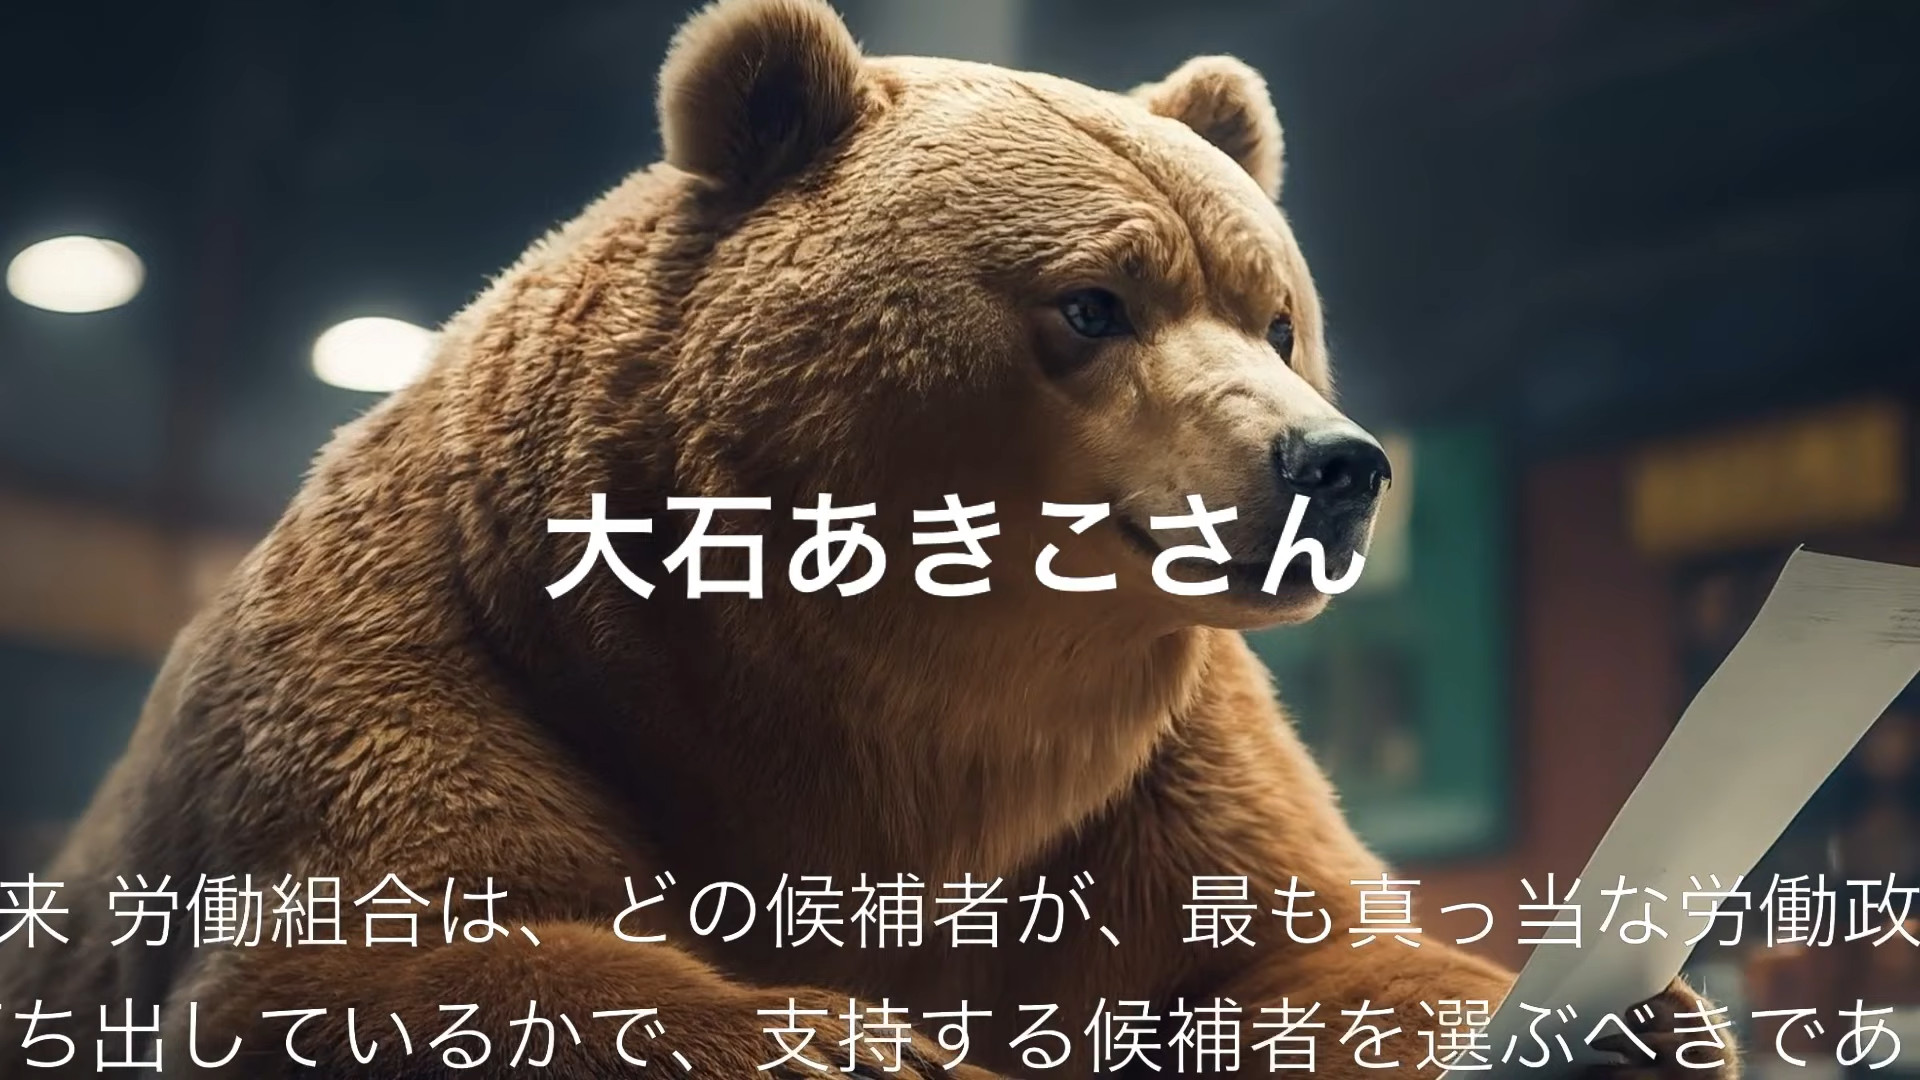 大石あきこさん
来 労働組合は、どの候補者が、最も真っ当な労働政
ち出しているかで、支持する候補者を選ぶべきであ